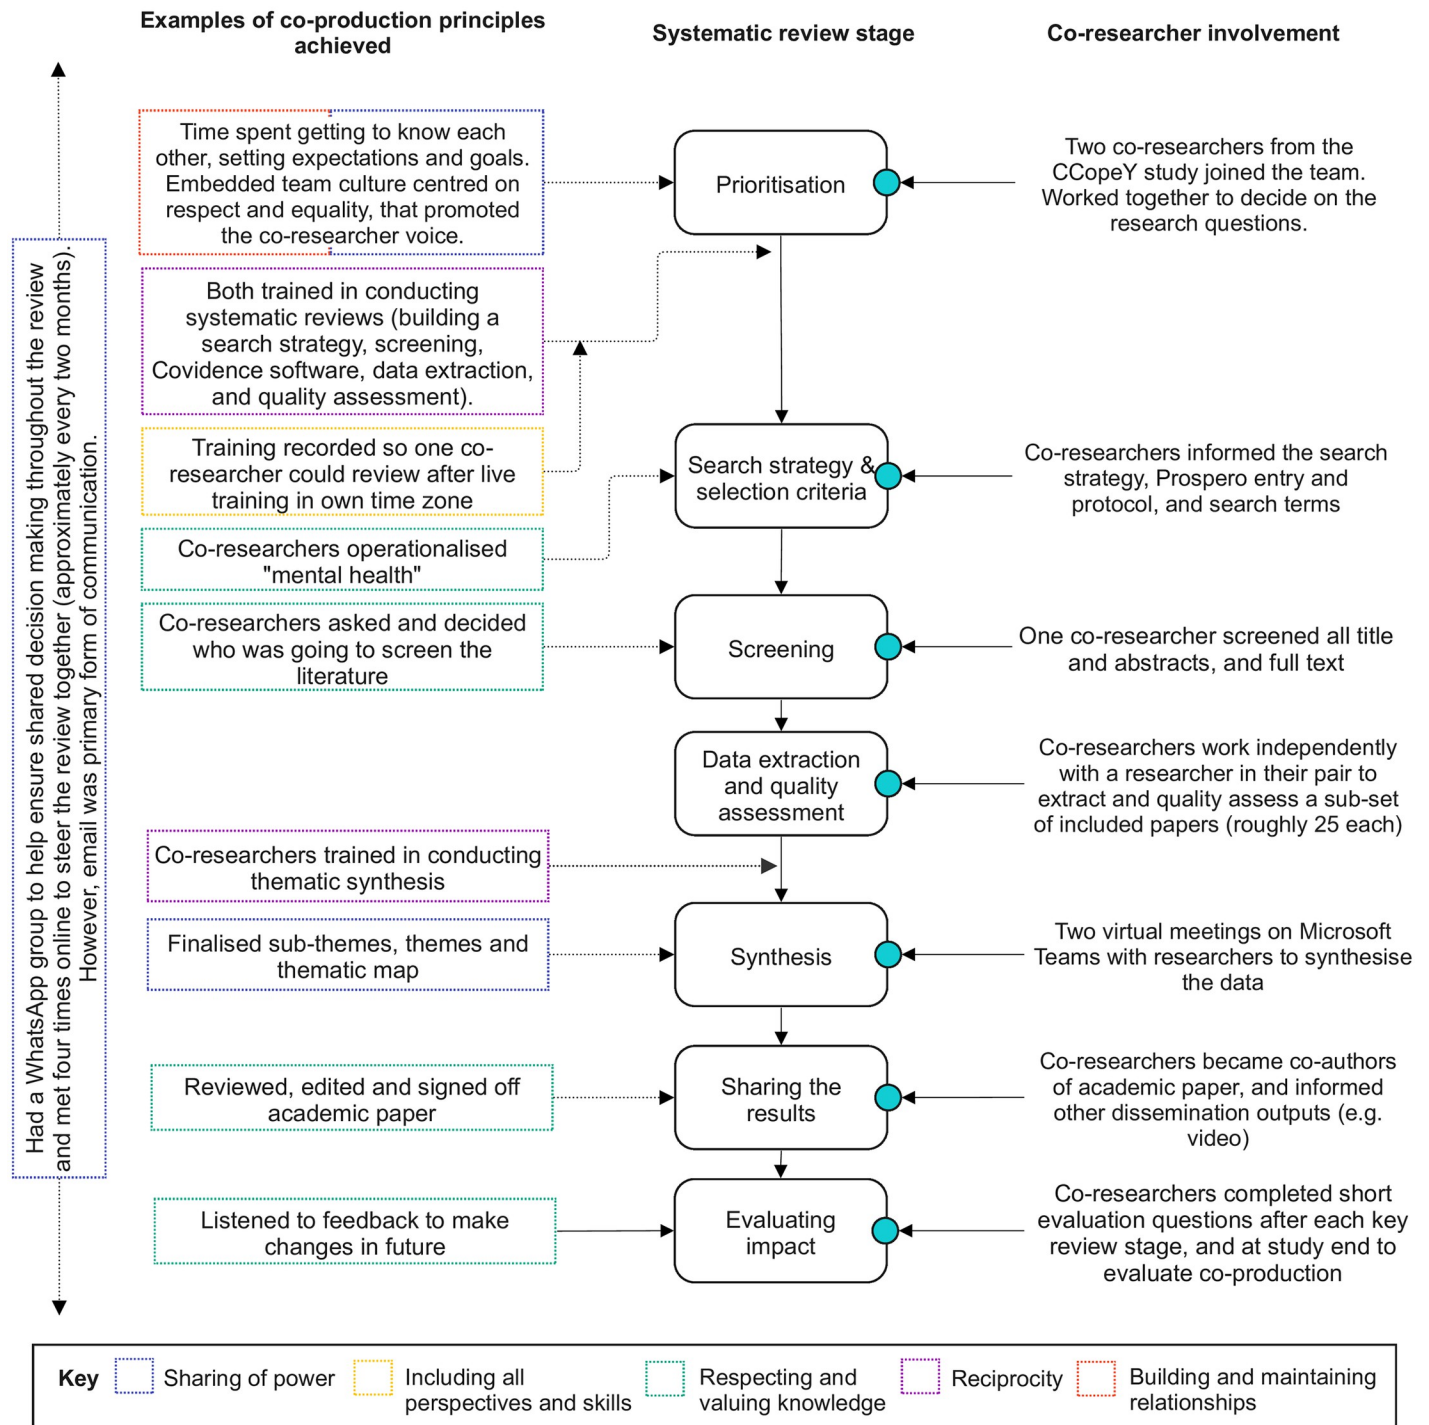 Examples of co-production principles
achieved
Systematic review stage
Co-researcher involvement
Had a WhatsApp group to help ensure shared decision making throughout the review
and met four times online to steer the review together (approximately every two months).
However, email was primary form of communication.
Time spent getting to know each
other, setting expectations and goals.
Embedded team culture centred on
respect and equality, that promoted
the co-researcher voice.
Prioritisation
Two co-researchers from the
CCopeY study joined the team.
Worked together to decide on the
research questions.
Both trained in conducting
systematic reviews (building a
search strategy, screening,
Covidence software, data extraction,
and quality assessment).
Training recorded so one co-
researcher could review after live
training in own time zone
Co-researchers operationalised
"mental health"
Search strategy &
selection criteria
Co-researchers informed the search
strategy, Prospero entry and
protocol, and search terms
Co-researchers asked and decided
who was going to screen the
literature
Screening
One co-researcher screened all title
and abstracts, and full text
Data extraction
and quality
assessment
Co-researchers work independently
with a researcher in their pair to
extract and quality assess a sub-set
of included papers (roughly 25 each)
Co-researchers trained in conducting
thematic synthesis
Finalised sub-themes, themes and
thematic map
Synthesis
Two virtual meetings on Microsoft
Teams with researchers to synthesise
the data
Reviewed, edited and signed off
academic paper
Sharing the
results
Co-researchers became co-authors
of academic paper, and informed
other dissemination outputs (e.g.
video)
Listened to feedback to make
changes in future
Evaluating
impact
Co-researchers completed short
evaluation questions after each key
review stage, and at study end to
evaluate co-production
Key
Sharing of power
Including all
perspectives and skills
Respecting and
valuing knowledge
Reciprocity
Building and maintaining
relationships